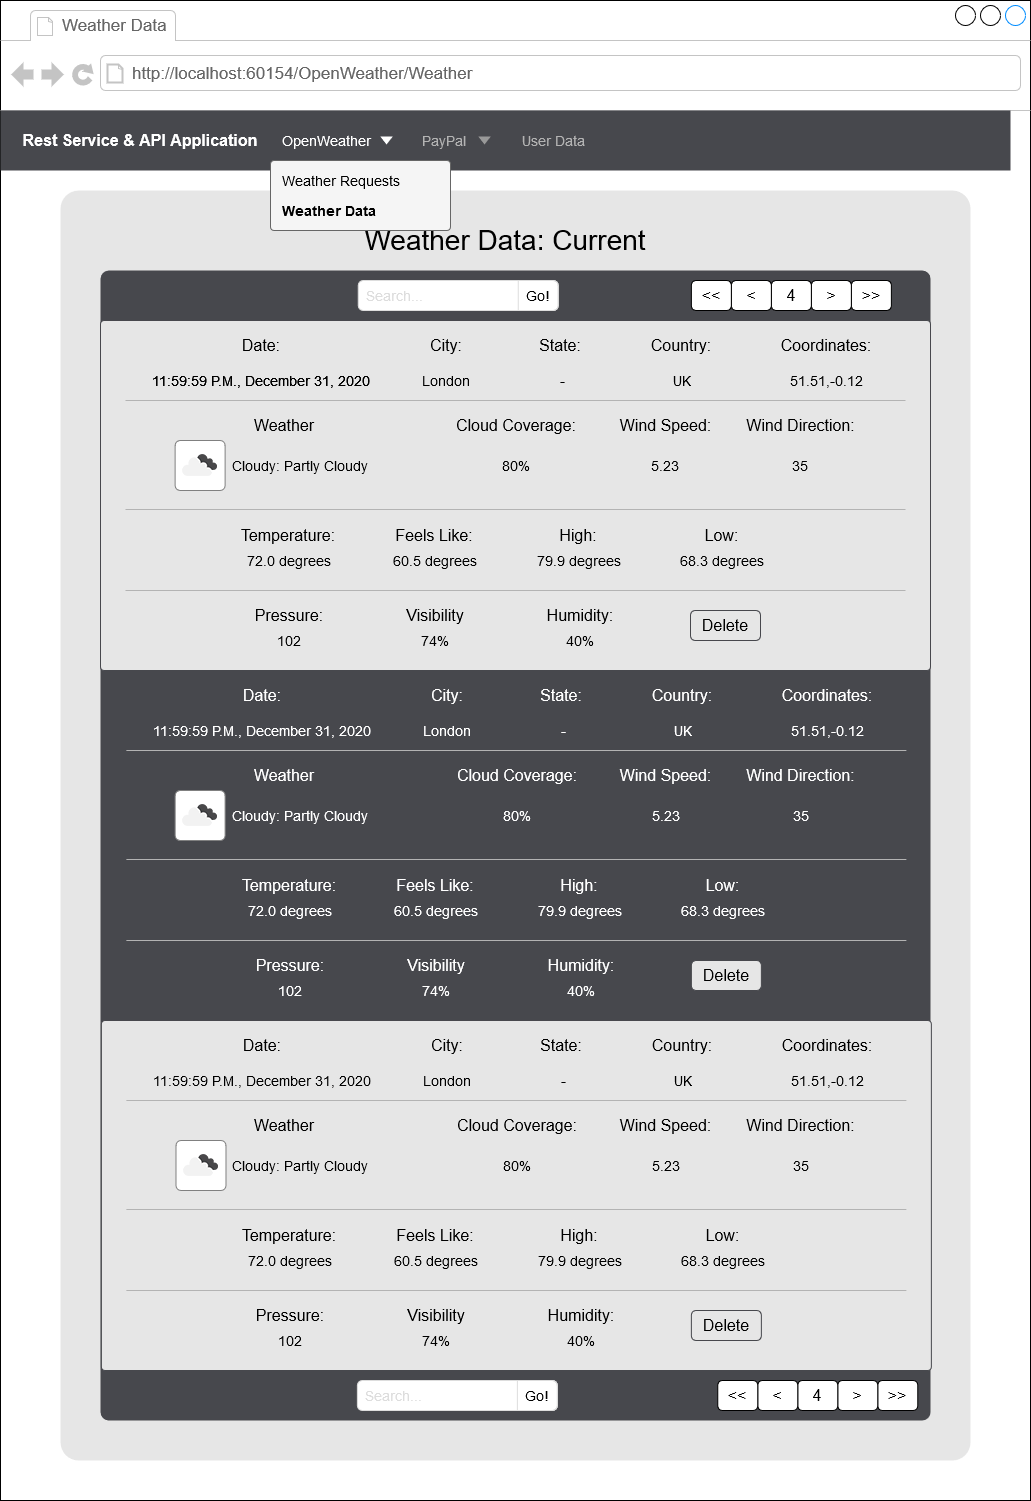 Weather Data
http://localhost:60154/OpenWeather/Weather
Rest Service & API Application OpenWeather PayPal User Data
Weather Requests
Weather Data
Weather Data: Current
Search... Go! << < 4 > >>
Date: City: State: Country: Coordinates:
11:59:59 P.M., December 31, 2020 London - UK 51.51,-0.12
Weather Cloud Coverage: Wind Speed: Wind Direction:
Cloudy: Partly Cloudy 80% 5.23 35
Temperature: Feels Like: High: Low:
72.0 degrees 60.5 degrees 79.9 degrees 68.3 degrees
Pressure: Visibility Humidity: Delete
102 74% 40%
Date: City: State: Country: Coordinates:
11:59:59 P.M., December 31, 2020 London - UK 51.51,-0.12
Weather Cloud Coverage: Wind Speed: Wind Direction:
Cloudy: Partly Cloudy 80% 5.23 35
Temperature: Feels Like: High: Low:
72.0 degrees 60.5 degrees 79.9 degrees 68.3 degrees
Pressure: Visibility Humidity: Delete
102 74% 40%
Date: City: State: Country: Coordinates:
11:59:59 P.M., December 31, 2020 London - UK 51.51,-0.12
Weather Cloud Coverage: Wind Speed: Wind Direction:
Cloudy: Partly Cloudy 80% 5.23 35
Temperature: Feels Like: High: Low:
72.0 degrees 60.5 degrees 79.9 degrees 68.3 degrees
Pressure: Visibility Humidity: Delete
102 74% 40%
Search... Go! << < 4 > >>